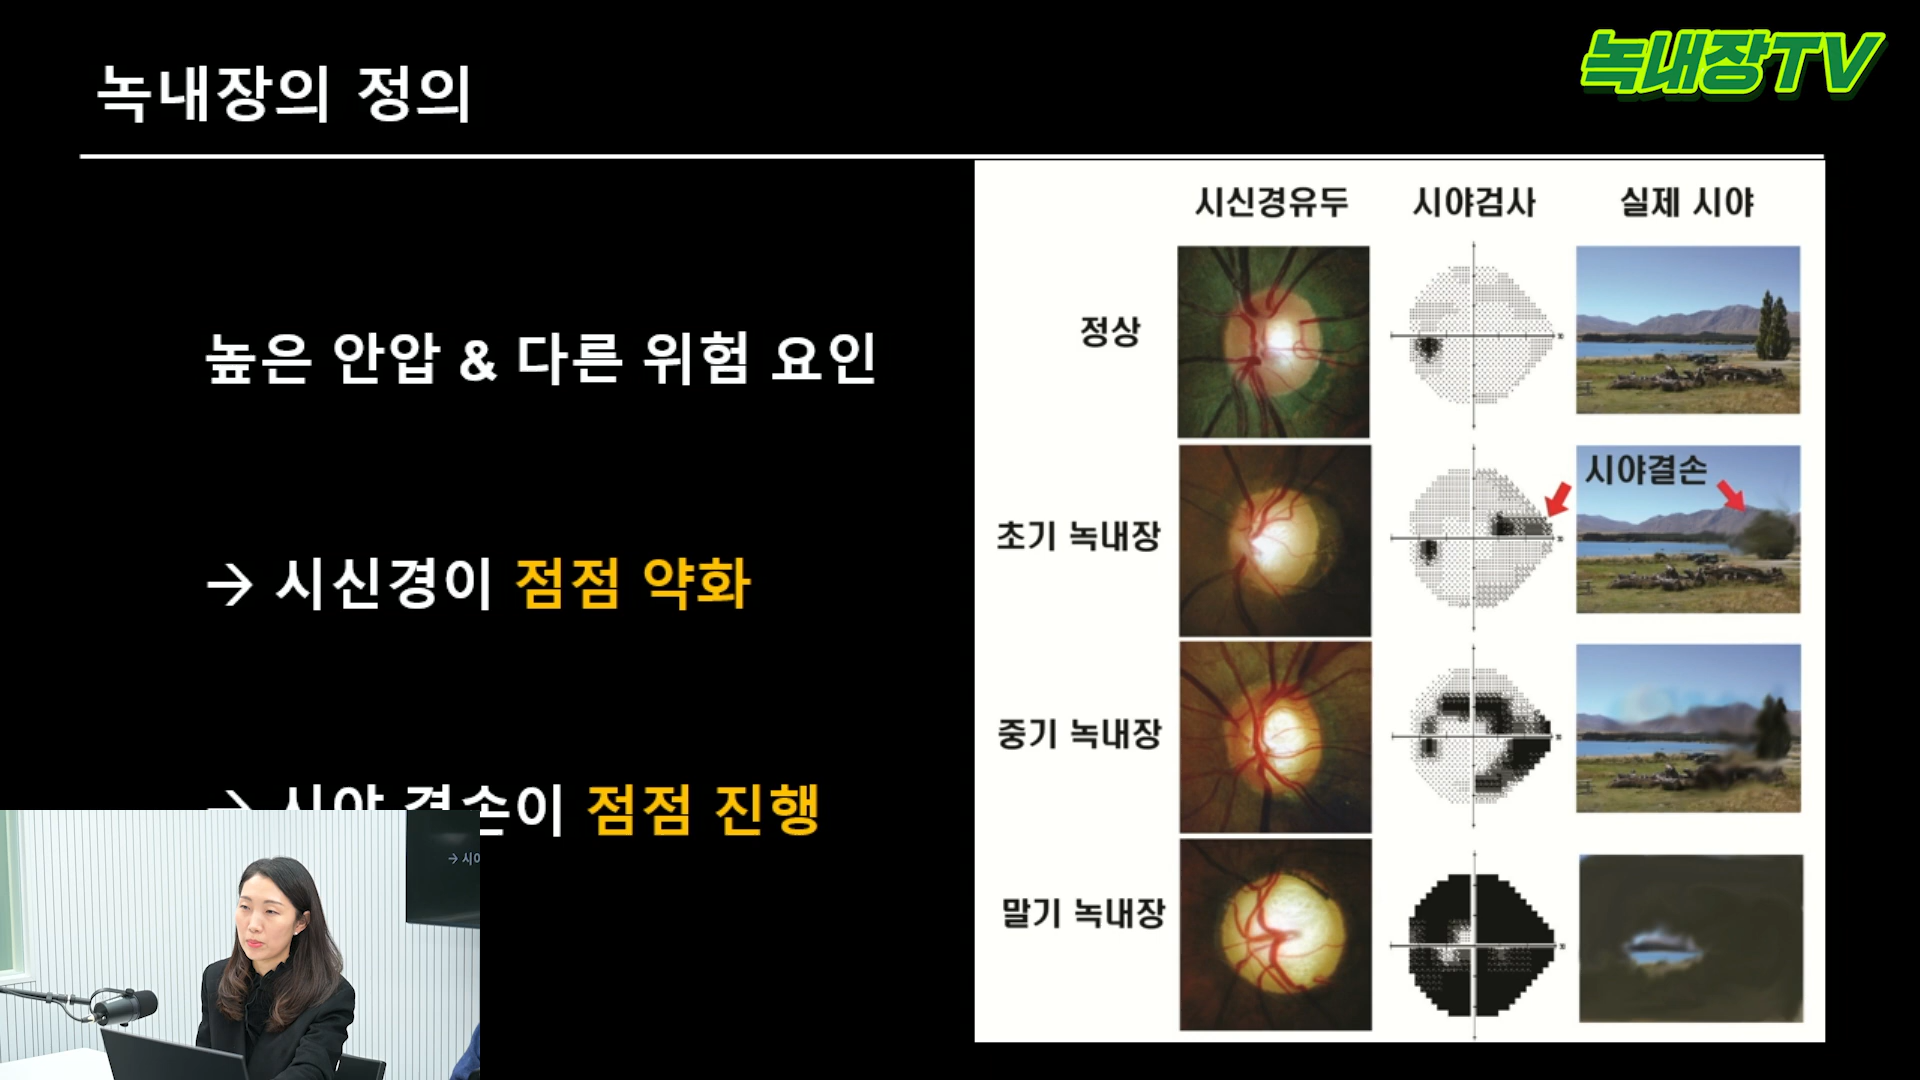 녹내장의 정의
녹내장TV
높은 안압 & 다른 위험 요인
→ 시신경이 점점 약화
→ 시야 결손이 점점 진행
시신경유두 시야검사 실제 시야
정상
초기 녹내장
시야결손
중기 녹내장
말기 녹내장
→ 시야